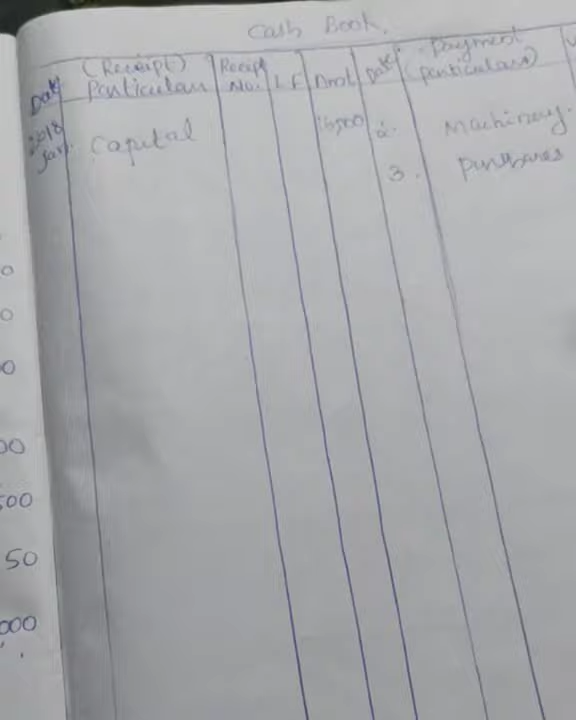 Cash Book.
Date (Receipt) Particulars Receipt No. L F Amt Date Payment (particulars)
2018 Jan. Capital 2. Machinery.
3. Purchases
0
0
0
00
500
50
000